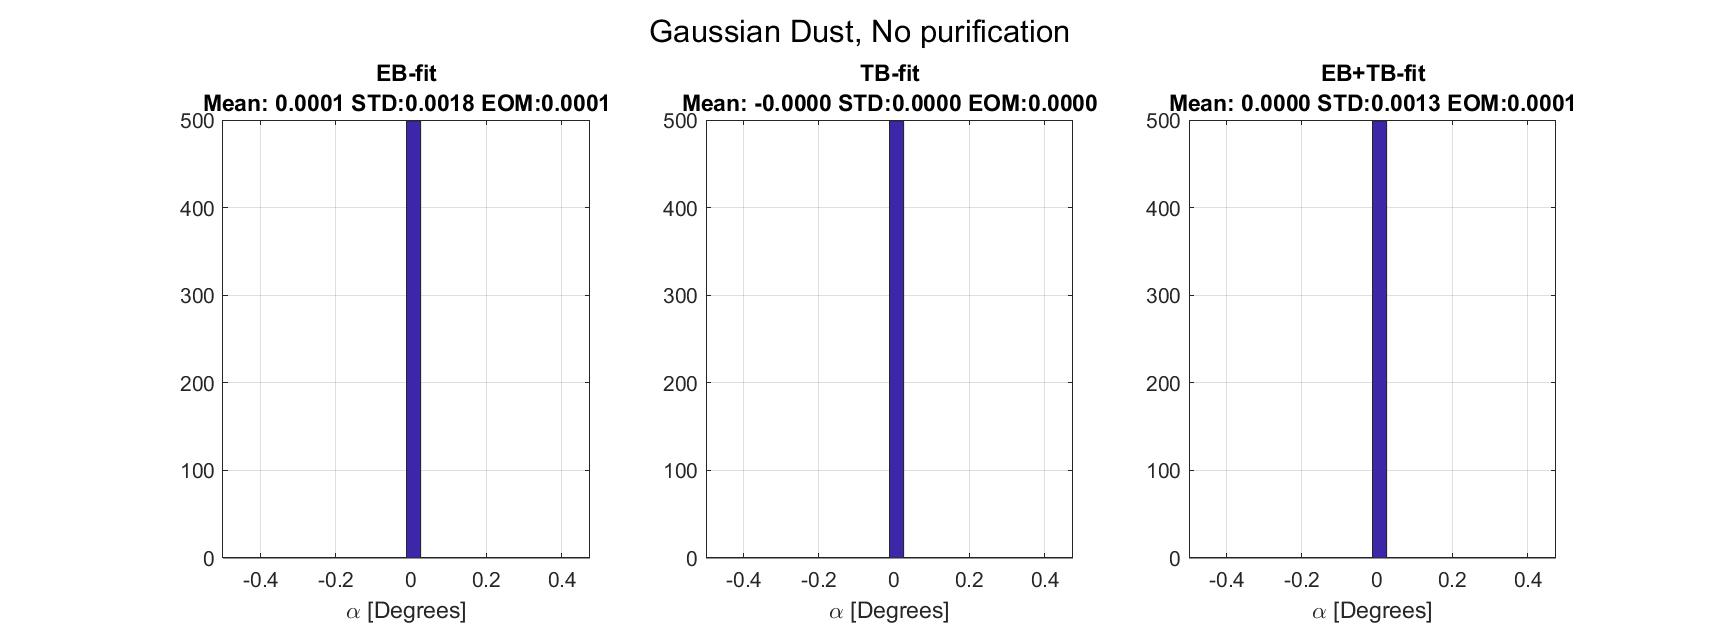 Gaussian Dust, No purification
EB-fit
Mean: 0.0001 STD:0.0018 EOM:0.0001
500
400
300
200
100
0
-0.4 -0.2 0 0.2 0.4
α [Degrees]
TB-fit
Mean: -0.0000 STD:0.0000 EOM:0.0000
500
400
300
200
100
0
-0.4 -0.2 0 0.2 0.4
α [Degrees]
EB+TB-fit
Mean: 0.0000 STD:0.0013 EOM:0.0001
500
400
300
200
100
0
-0.4 -0.2 0 0.2 0.4
α [Degrees]